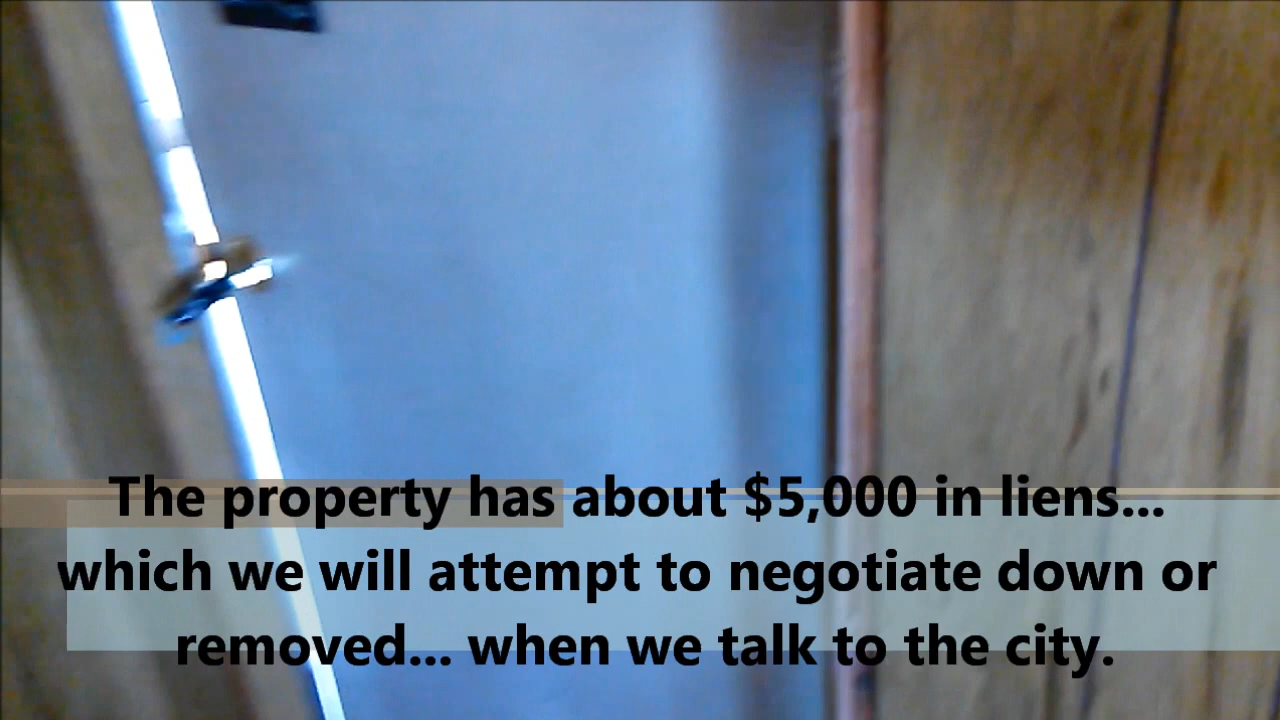 The property has about $5,000 in liens...
which we will attempt to negotiate down or
removed... when we talk to the city.